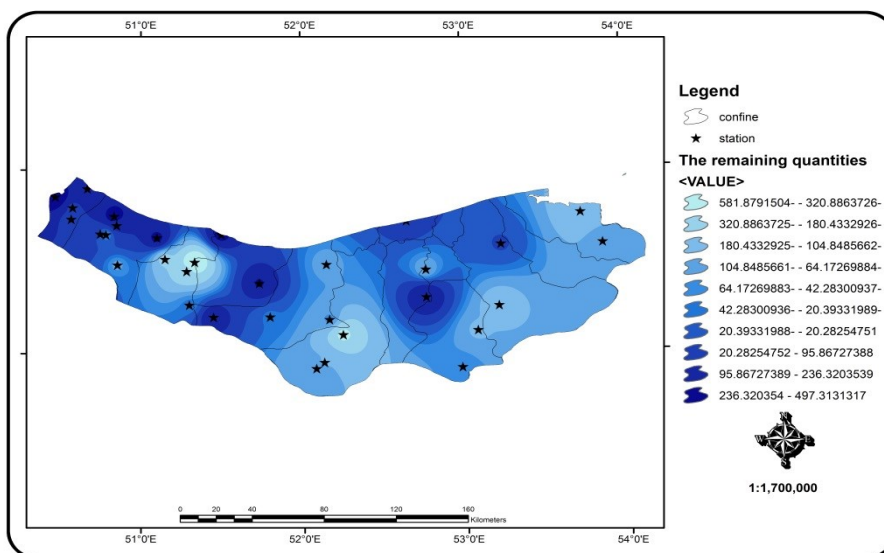 51°0'E 52°0'E 53°0'E 54°0'E
Legend
confine
station
The remaining quantities
<VALUE>
581.8791504- - 320.8863726-
320.8863725- - 180.4332926-
180.4332925- - 104.8485662-
104.8485661- - 64.17269884-
64.17269883- - 42.28300937-
42.28300936- - 20.39331949-
20.39331988- - 20.28254751
20.28254752 - 95.86727388
95.86727389 - 236.3203539
236.320354 - 497.3131317
N
1:1,700,000
0 20 40 80 120 160
Kilometers
51°0'E 52°0'E 53°0'E 54°0'E